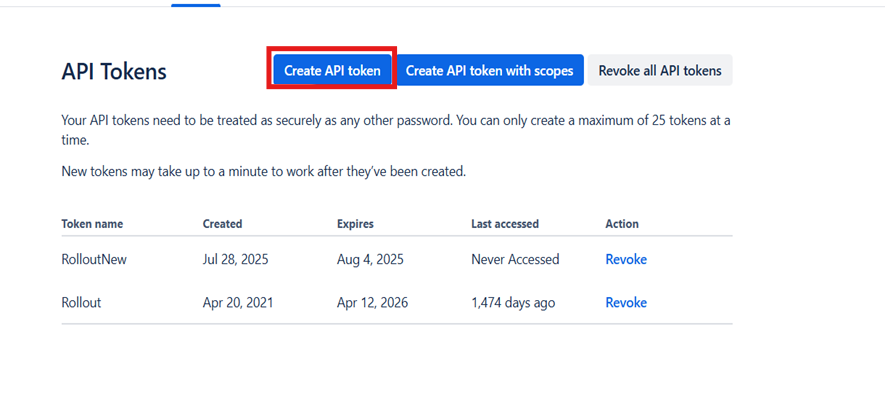 API Tokens
Create API token
Create API token with scopes
Revoke all API tokens
Your API tokens need to be treated as securely as any other password. You can only create a maximum of 25 tokens at a
time.
New tokens may take up to a minute to work after they’ve been created.
Token name Created Expires Last accessed Action
RolloutNew Jul 28, 2025 Aug 4, 2025 Never Accessed Revoke
Rollout Apr 20, 2021 Apr 12, 2026 1,474 days ago Revoke